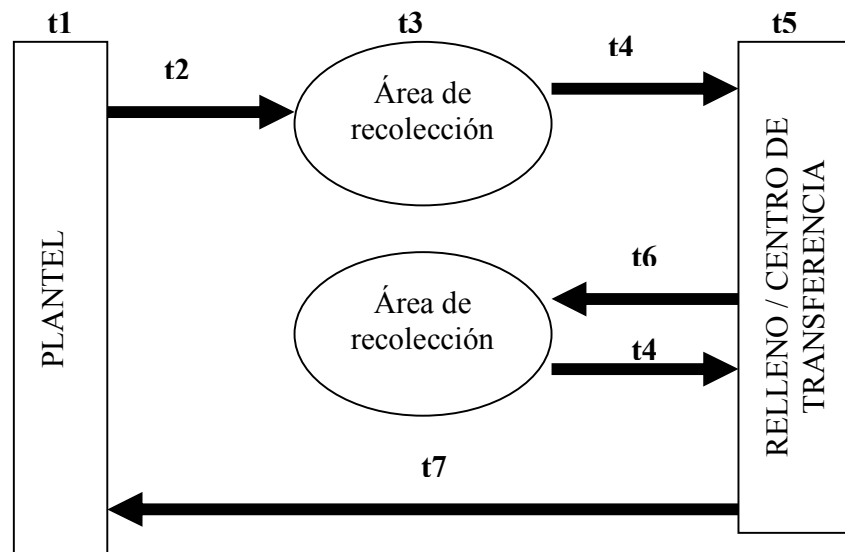 t1
t2
t3
t4
t5
Área de
recolección
PLANTEL
RELLENO / CENTRO DE
TRANSFERENCIA
t6
Área de
recolección
t4
t7